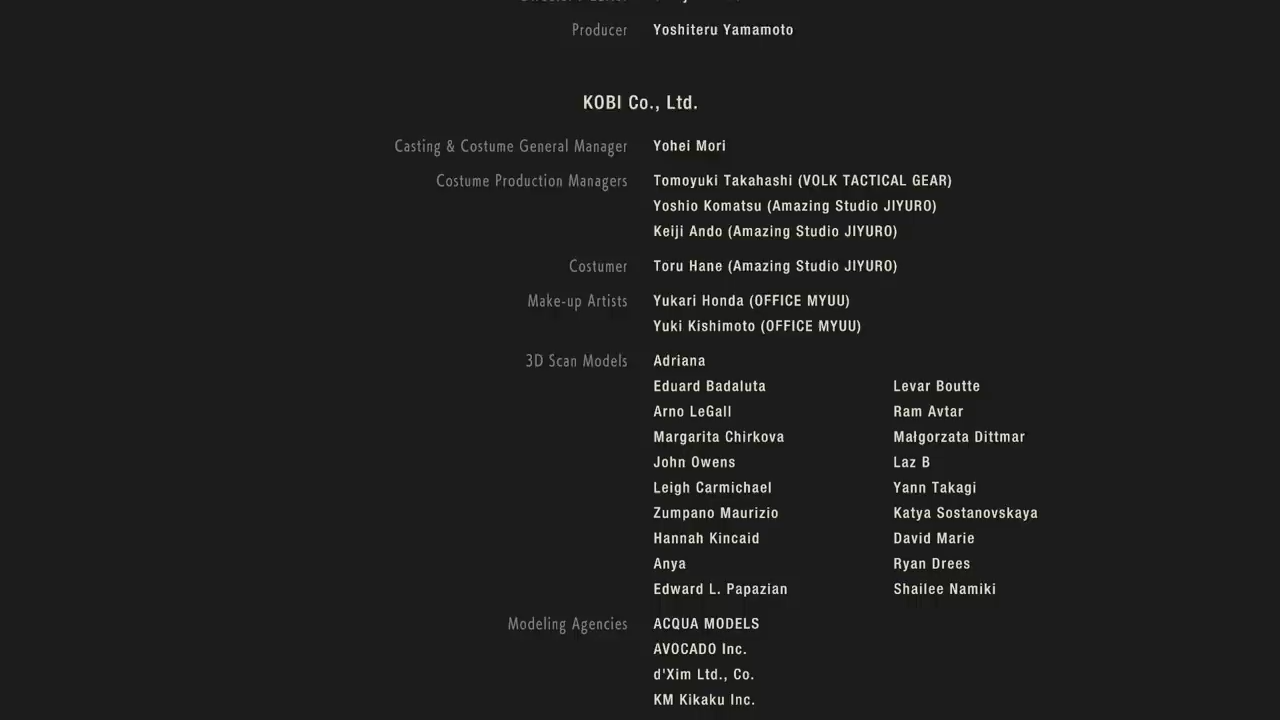 Producer Yoshiteru Yamamoto
KOBI Co., Ltd.
Casting & Costume General Manager Yohei Mori
Costume Production Managers Tomoyuki Takahashi (VOLK TACTICAL GEAR)
Yoshio Komatsu (Amazing Studio JIYURO)
Keiji Ando (Amazing Studio JIYURO)
Costumer Toru Hane (Amazing Studio JIYURO)
Make-up Artists Yukari Honda (OFFICE MYUU)
Yuki Kishimoto (OFFICE MYUU)
3D Scan Models Adriana
Eduard Badaluta Levar Boutte
Arno LeGall Ram Avtar
Margarita Chirkova Małgorzata Dittmar
John Owens Laz B
Leigh Carmichael Yann Takagi
Zumpano Maurizio Katya Sostanovskaya
Hannah Kincaid David Marie
Anya Ryan Drees
Edward L. Papazian Shailee Namiki
Modeling Agencies ACQUA MODELS
AVOCADO Inc.
d'Xim Ltd., Co.
KM Kikaku Inc.